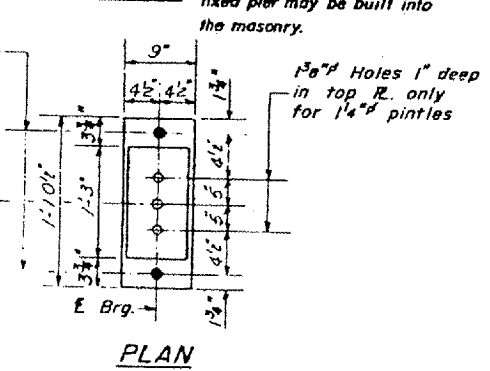 fixed pier may be built into
the masonry.
9"
4½" 4½"
1¾"
1⅜"ø Holes 1" deep
in top ℞ only
for 1¼"ø pintles
3¾"
4½"
1'-10½"
1'-3"
5"
5"
4½"
3¾"
℄ Brg.
1¾"
PLAN